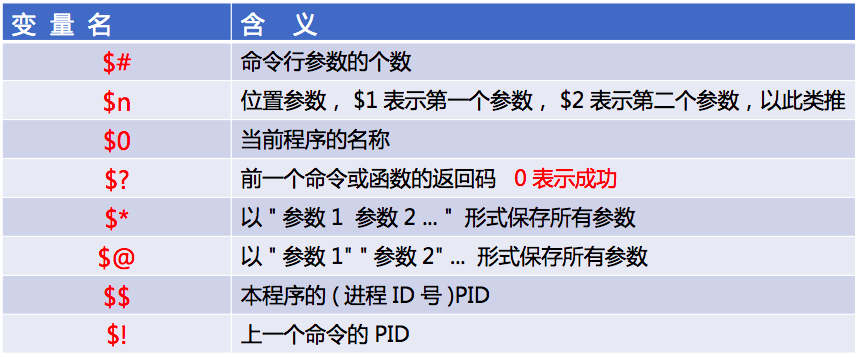 变 量 名 含 义
$# 命令行参数的个数
$n 位置参数， $1 表示第一个参数， $2 表示第二个参数，以此类推
$0 当前程序的名称
$? 前一个命令或函数的返回码 0 表示成功
$* 以 " 参数 1 参数 2 ... " 形式保存所有参数
$@ 以 " 参数 1" " 参数 2" ... 形式保存所有参数
$$ 本程序的 ( 进程 ID 号 )PID
$! 上一个命令的 PID